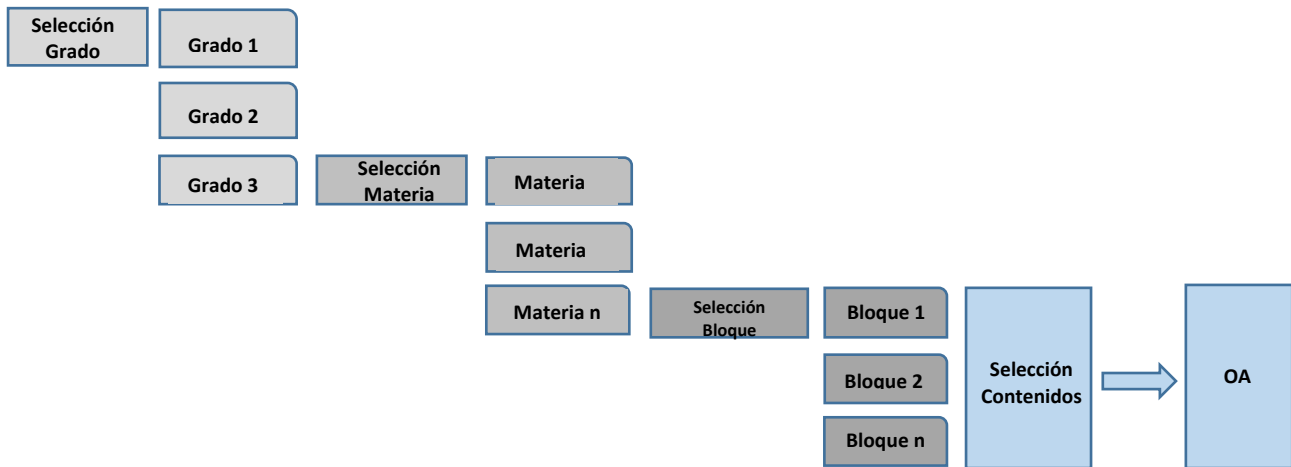 Selección
Grado
Grado 1
Grado 2
Grado 3
Selección
Materia
Materia
Materia
Materia n
Selección
Bloque
Bloque 1
Bloque 2
Bloque n
Selección
Contenidos
OA